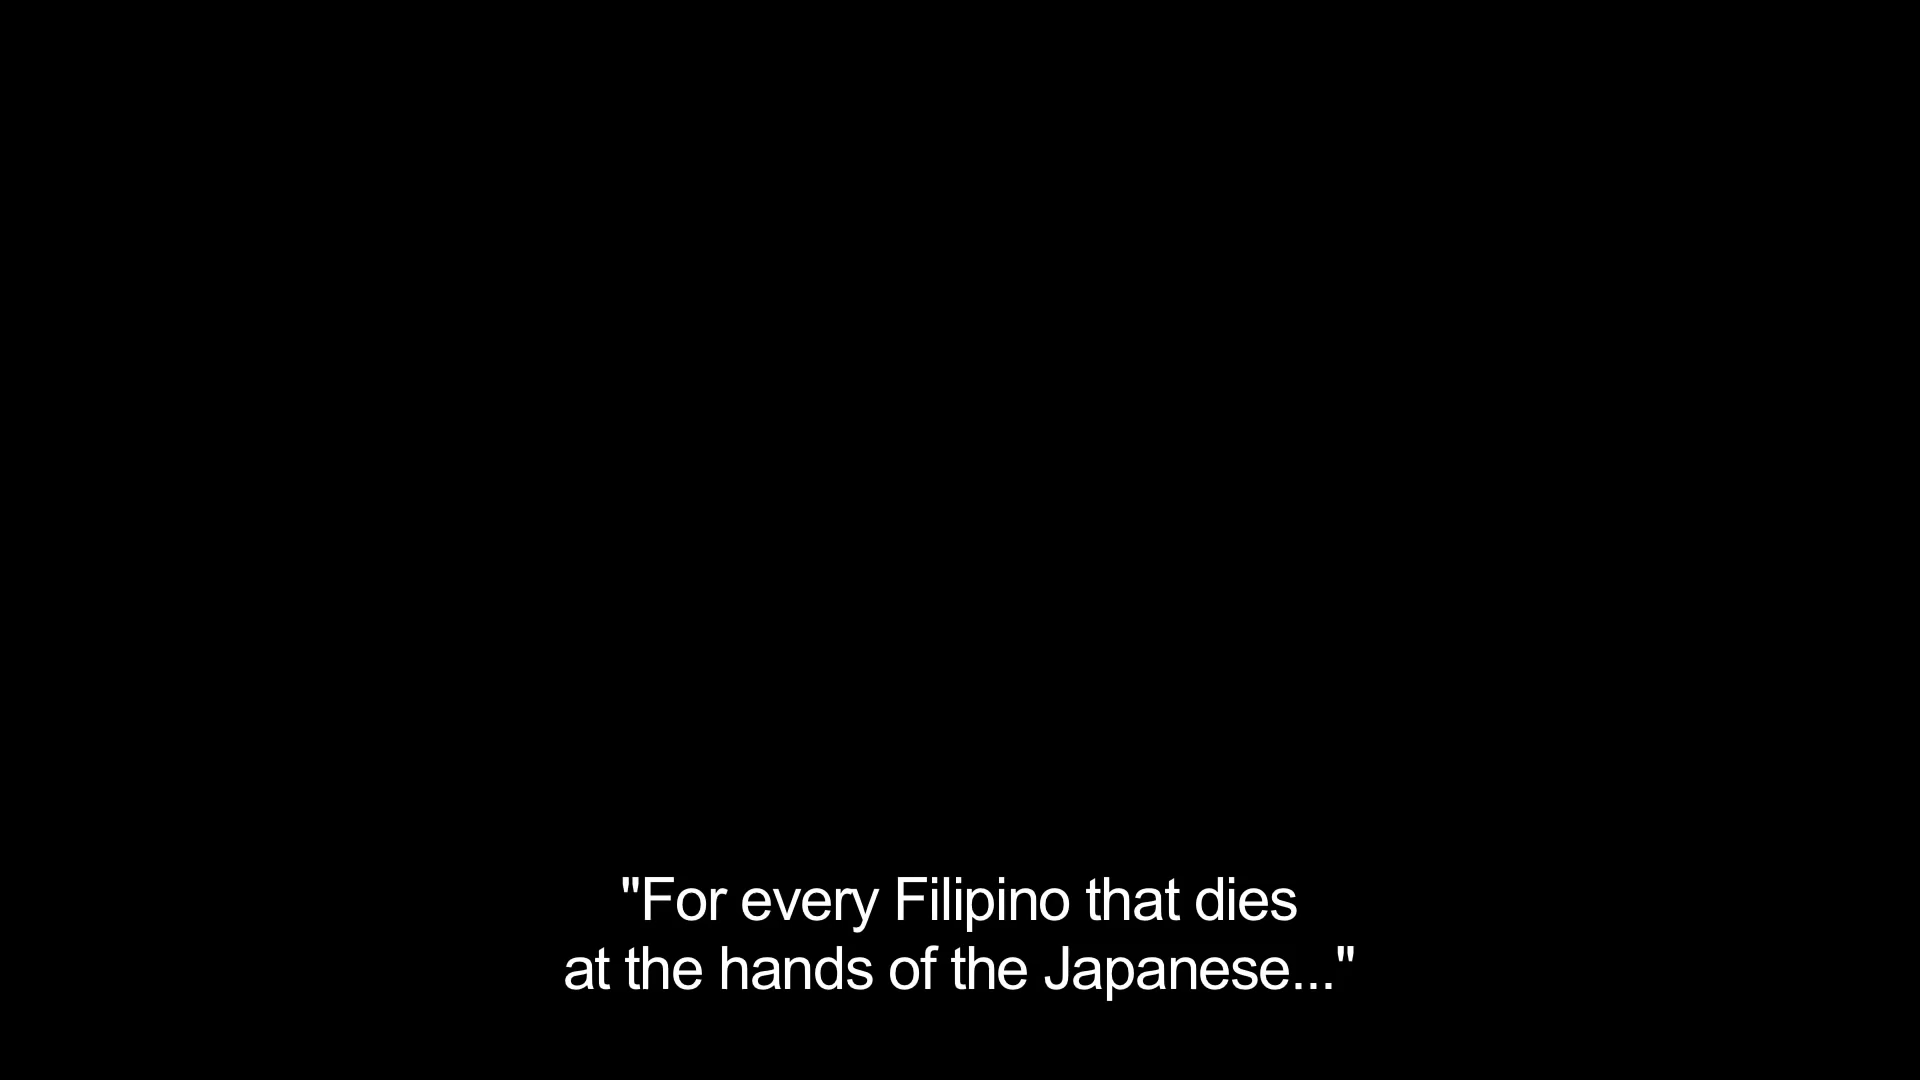 "For every Filipino that dies
at the hands of the Japanese..."